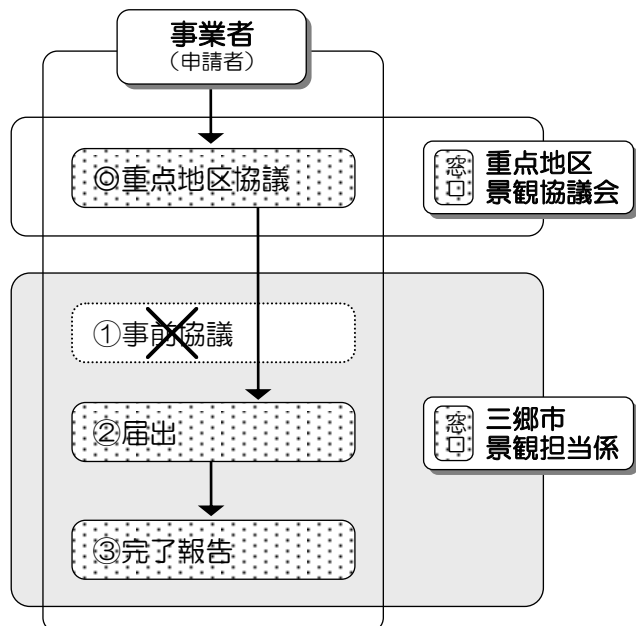 事業者
（申請者）
◎重点地区協議
窓口
重点地区
景観協議会
①事前協議
②届出
窓口
三郷市
景観担当係
③完了報告